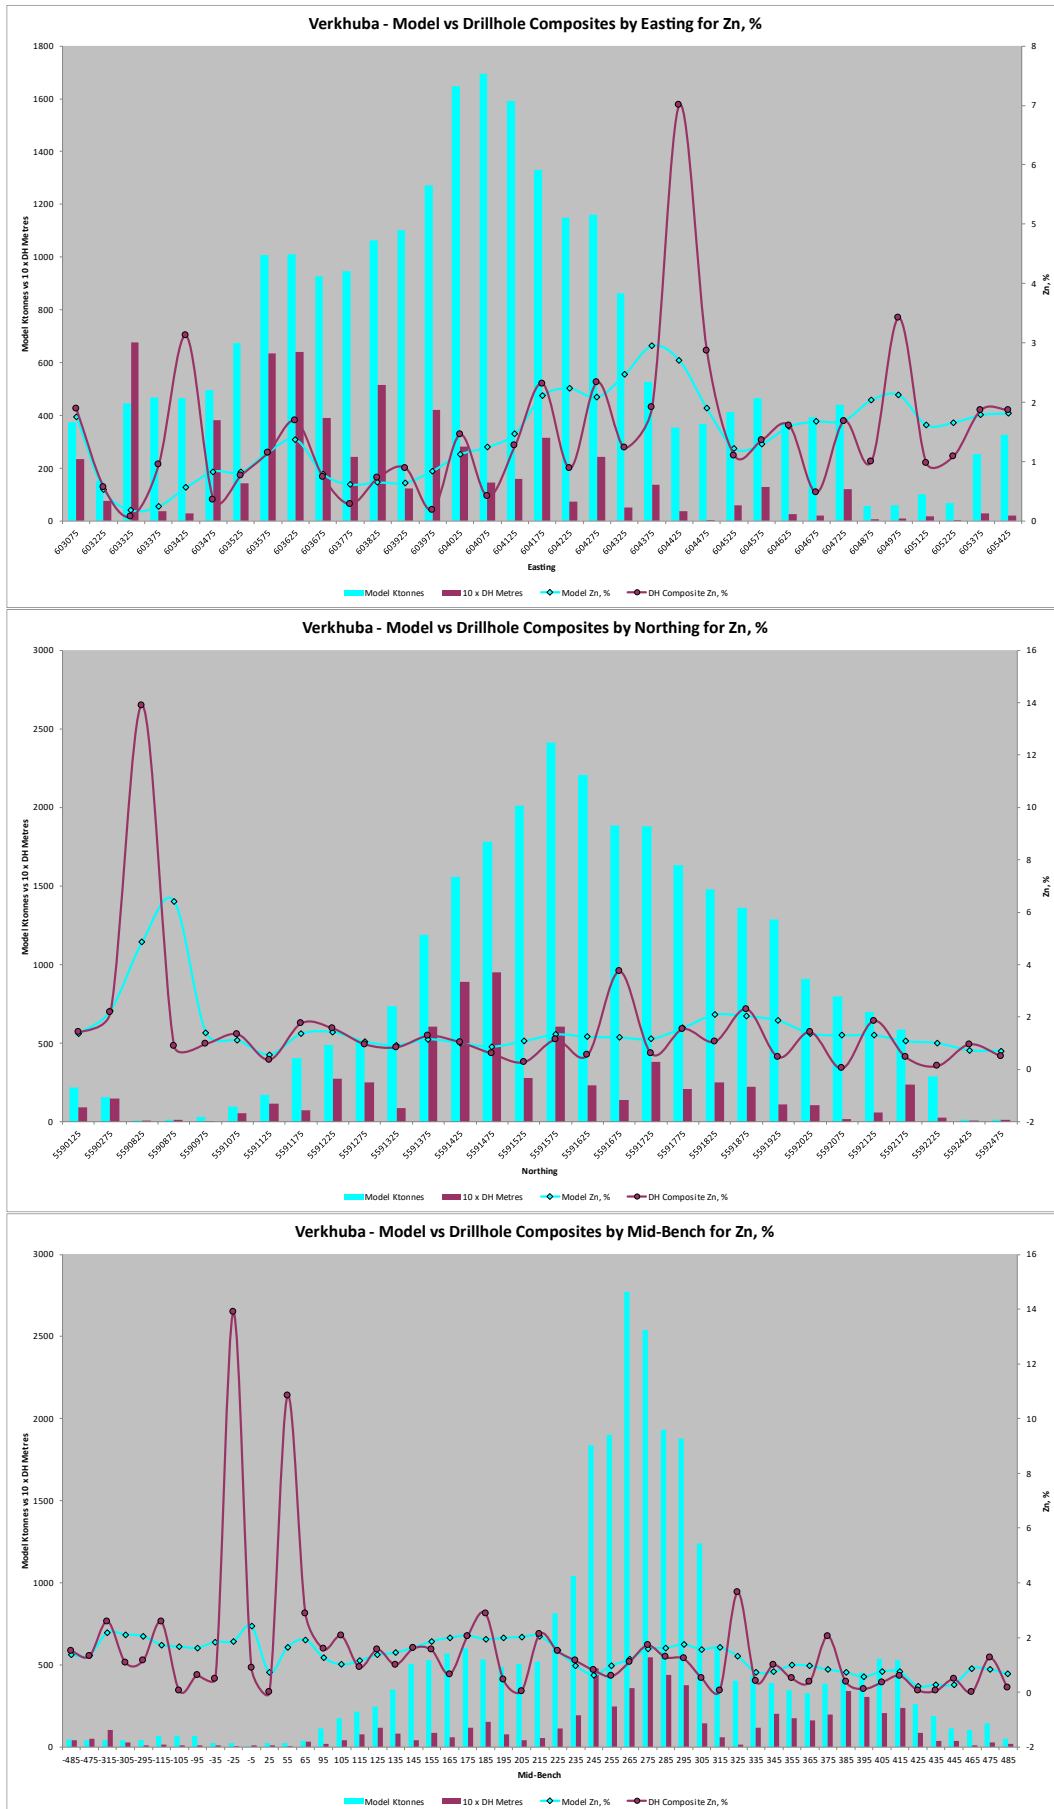 Verkhuba - Model vs Drillhole Composites by Easting for Zn, %
1800
1600
1400
1200
1000
800
600
400
200
0
Model Ktonnes vs 10 x DH Metres
8
7
6
5
4
3
2
1
0
Zn, %
603075 603225 603325 603375 603425 603475 603525 603575 603625 603675 603775 603825 603925 603975 604025 604075 604125 604175 604225 604275 604325 604375 604425 604475 604525 604575 604625 604675 604725 604875 604975 605125 605225 605375 605425
Easting
Model Ktonnes 10 x DH Metres Model Zn, % DH Composite Zn, %
Verkhuba - Model vs Drillhole Composites by Northing for Zn, %
3000
2500
2000
1500
1000
500
0
Model Ktonnes vs 10 x DH Metres
16
14
12
10
8
6
4
2
0
-2
Zn, %
5590125 5590275 5590825 5590875 5590975 5591075 5591125 5591175 5591225 5591275 5591325 5591375 5591425 5591475 5591525 5591575 5591625 5591675 5591725 5591775 5591825 5591875 5591925 5592025 5592075 5592125 5592175 5592225 5592425 5592475
Northing
Model Ktonnes 10 x DH Metres Model Zn, % DH Composite Zn, %
Verkhuba - Model vs Drillhole Composites by Mid-Bench for Zn, %
3000
2500
2000
1500
1000
500
0
Model Ktonnes vs 10 x DH Metres
16
14
12
10
8
6
4
2
0
-2
Zn, %
-485 -475 -315 -305 -295 -115 -105 -95 -35 -25 -5 25 55 65 95 105 115 125 135 145 155 165 175 185 195 205 215 225 235 245 255 265 275 285 295 305 315 325 335 345 355 365 375 385 395 405 415 425 435 445 465 475 485
Mid-Bench
Model Ktonnes 10 x DH Metres Model Zn, % DH Composite Zn, %